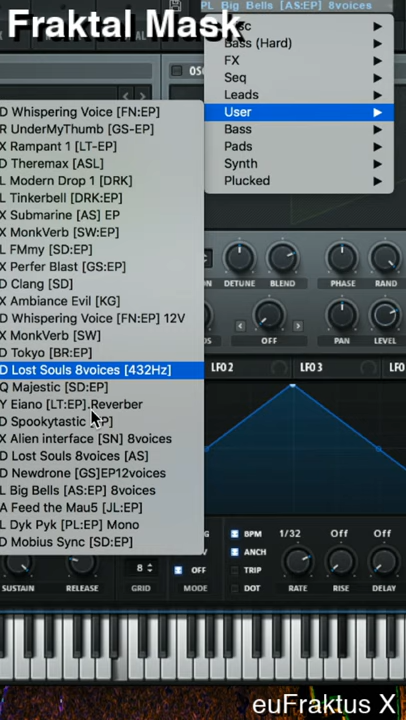 Fraktal Mask
PL Big Bells [AS:EP] 8voices
Bass (Hard)
FX
Seq
Leads
User
Bass
Pads
Synth
Plucked
D Whispering Voice [FN:EP]
R UnderMyThumb [GS-EP]
X Rampant 1 [LT-EP]
D Theremax [ASL]
L Modern Drop 1 [DRK]
L Tinkerbell [DRK:EP]
X Submarine [AS] EP
X MonkVerb [SW:EP]
L FMmy [SD:EP]
X Perfer Blast [GS:EP]
D Clang [SD]
X Ambiance Evil [KG]
D Whispering Voice [FN:EP] 12V
X MonkVerb [SW]
D Tokyo [BR:EP]
D Lost Souls 8voices [432Hz]
Q Majestic [SD:EP]
Y Eiano [LT:EP].Reverber
D Spookytastic
X Alien interface [SN] 8voices
D Lost Souls 8voices [AS]
D Newdrone [GS]EP12voices
L Big Bells [AS:EP] 8voices
A Feed the Mau5 [JL:EP]
L Dyk Pyk [PL:EP] Mono
D Mobius Sync [SD:EP]
DETUNE BLEND PHASE RAND
OFF PAN LEVEL
LFO 2 LFO 3
SUSTAIN RELEASE
8 GRID
OFF MODE
BPM 1/32 Off Off
ANCH
TRIP
DOT RATE RISE DELAY
euFraktus X